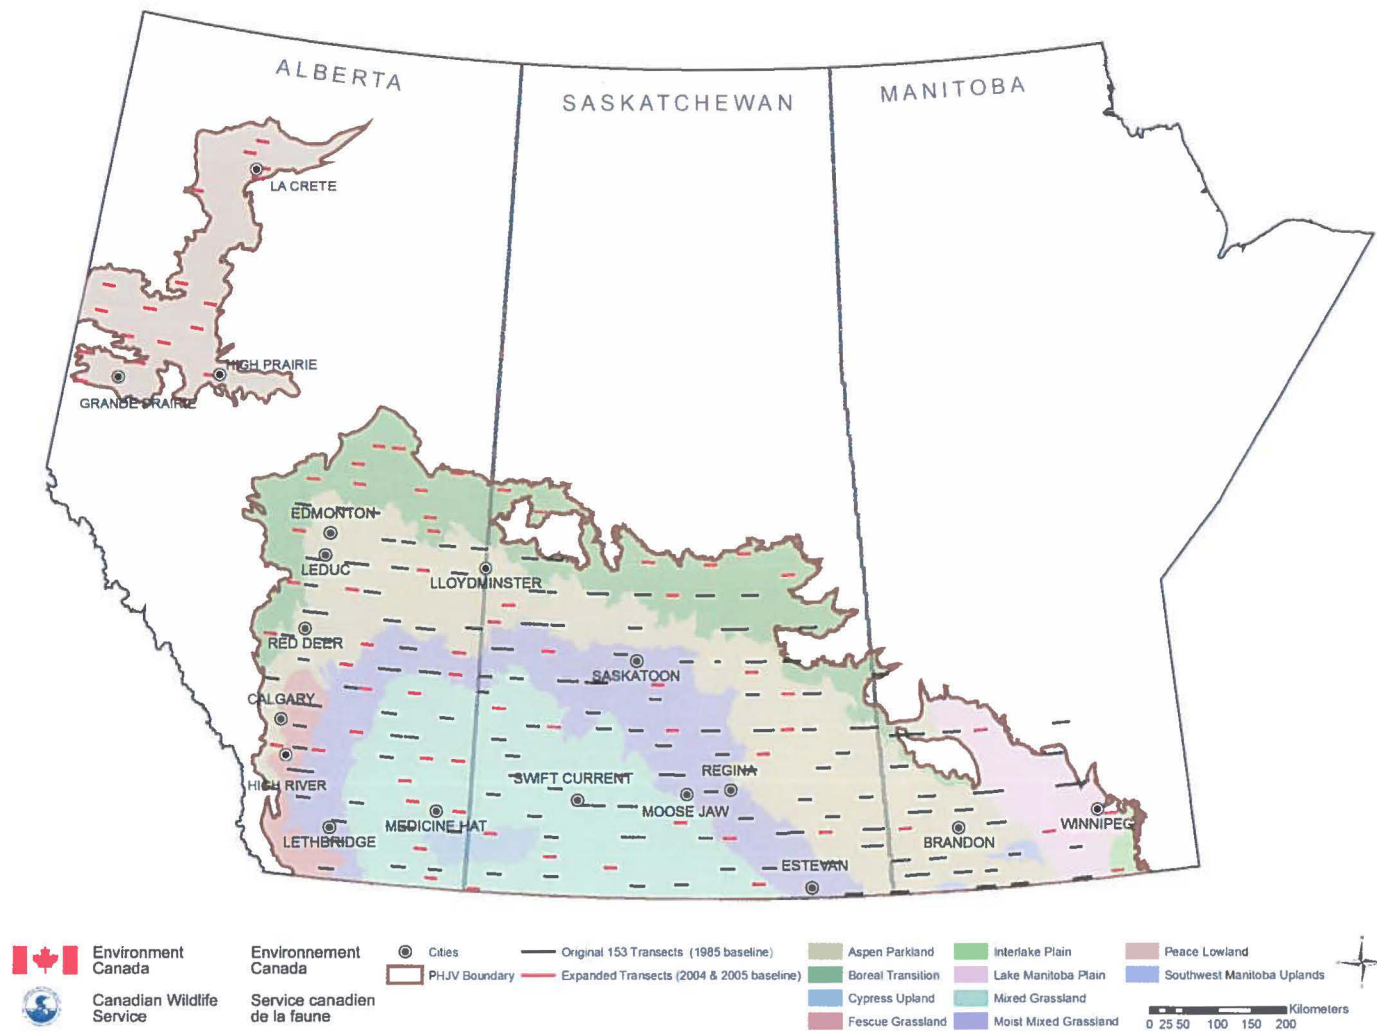 ALBERTA
SASKATCHEWAN
MANITOBA
LA CRETE
HIGH PRAIRIE
GRANDE PRAIRIE
EDMONTON
LEDUC
LLOYDMINSTER
RED DEER
SASKATOON
CALGARY
REGINA
SWIFT CURRENT
HIGH RIVER
MOOSE JAW
MEDICINE HAT
WINNIPEG
LETHBRIDGE
BRANDON
ESTEVAN
Environment
Canada
Environnement
Canada
Canadian Wildlife
Service
Service canadien
de la faune
Cities
PHJV Boundary
Original 153 Transects (1985 baseline)
Expanded Transects (2004 & 2005 baseline)
Aspen Parkland
Boreal Transition
Cypress Upland
Fescue Grassland
Interlake Plain
Lake Manitoba Plain
Mixed Grassland
Moist Mixed Grassland
Peace Lowland
Southwest Manitoba Uplands
Kilometers
0 25 50 100 150 200